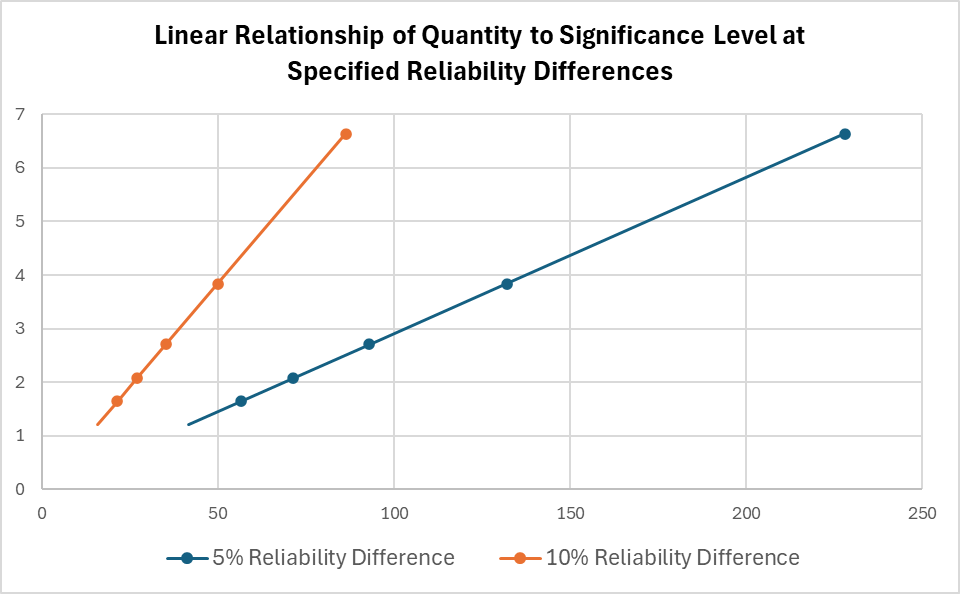 Linear Relationship of Quantity to Significance Level at
Specified Reliability Differences
7
6
5
4
3
2
1
0
0 50 100 150 200 250
5% Reliability Difference 10% Reliability Difference